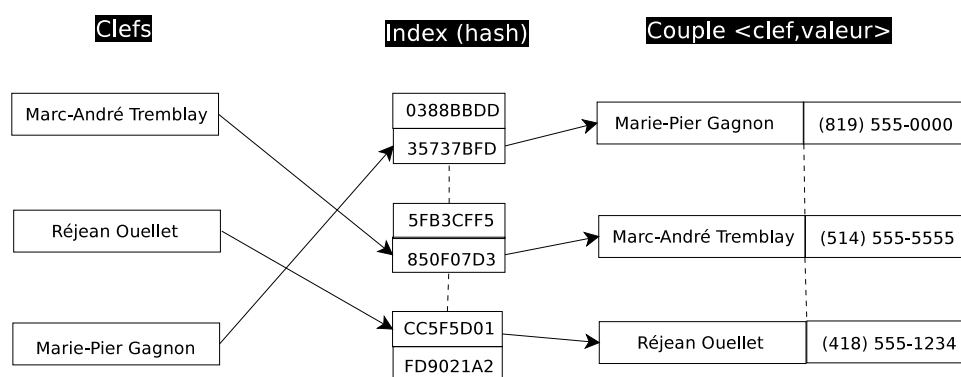 Clefs
Index (hash)
Couple <clef,valeur>
Marc-André Tremblay
Réjean Ouellet
Marie-Pier Gagnon
0388BBDD
35737BFD
5FB3CFF5
850F07D3
CC5F5D01
FD9021A2
Marie-Pier Gagnon
(819) 555-0000
Marc-André Tremblay
(514) 555-5555
Réjean Ouellet
(418) 555-1234